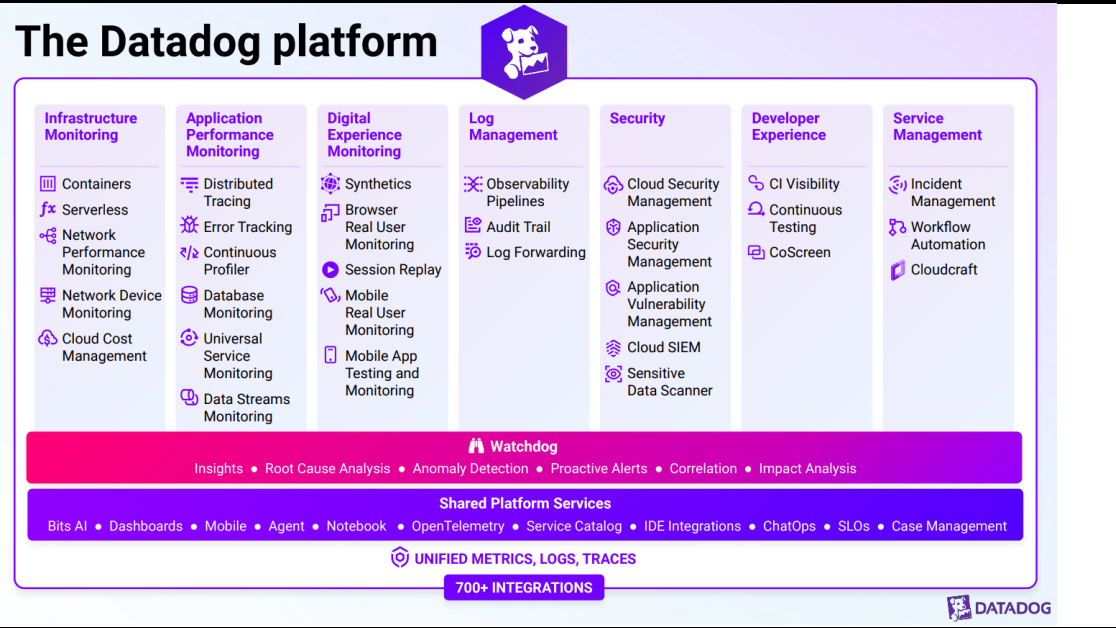 The Datadog platform
Infrastructure
Monitoring
Containers
fx Serverless
Network
Performance
Monitoring
Network Device
Monitoring
Cloud Cost
Management
Application
Performance
Monitoring
Distributed
Tracing
Error Tracking
Continuous
Profiler
Database
Monitoring
Universal
Service
Monitoring
Data Streams
Monitoring
Digital
Experience
Monitoring
Synthetics
Browser
Real User
Monitoring
Session Replay
Mobile
Real User
Monitoring
Mobile App
Testing and
Monitoring
Log
Management
Observability
Pipelines
Audit Trail
Log Forwarding
Security
Cloud Security
Management
Application
Security
Management
Application
Vulnerability
Management
Cloud SIEM
Sensitive
Data Scanner
Developer
Experience
CI Visibility
Continuous
Testing
CoScreen
Service
Management
Incident
Management
Workflow
Automation
Cloudcraft
Watchdog
Insights ● Root Cause Analysis ● Anomaly Detection ● Proactive Alerts ● Correlation ● Impact Analysis
Shared Platform Services
Bits AI ● Dashboards ● Mobile ● Agent ● Notebook ● OpenTelemetry ● Service Catalog ● IDE Integrations ● ChatOps ● SLOs ● Case Management
UNIFIED METRICS, LOGS, TRACES
700+ INTEGRATIONS
DATADOG